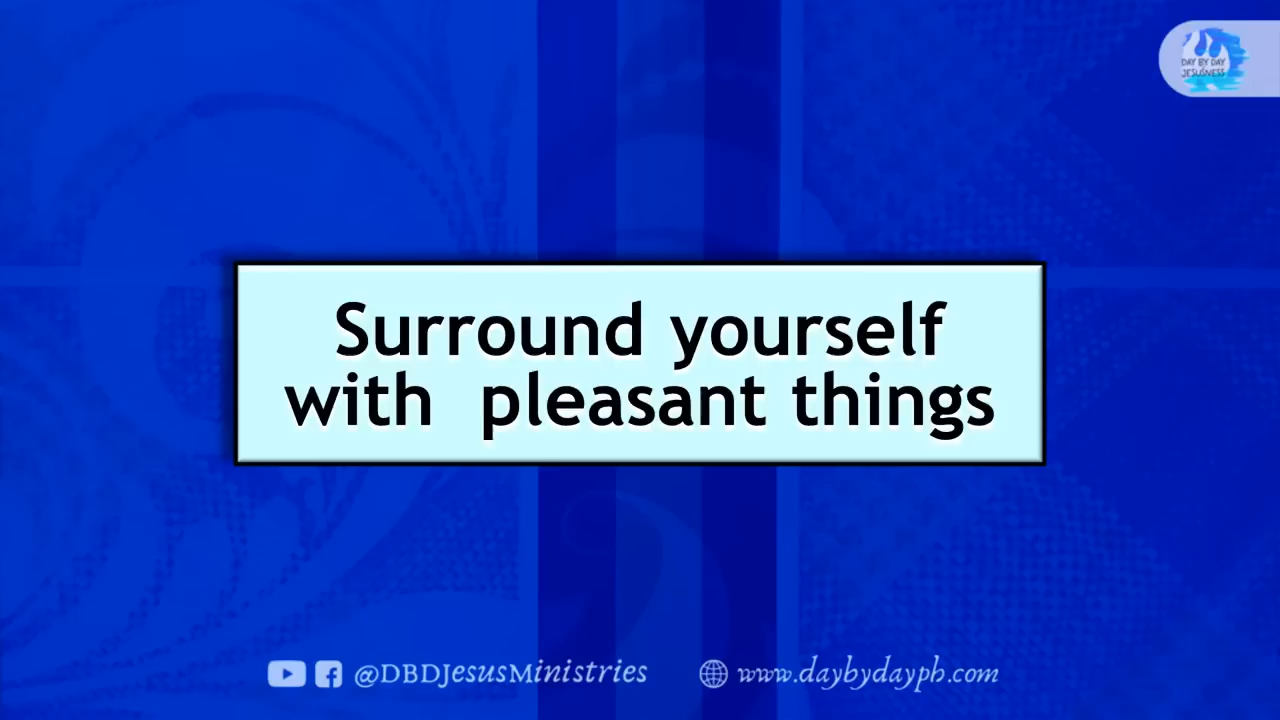 DAY BY DAY
JESUSNESS
Surround yourself
with  pleasant things
@DBDJesusMinistries
www.daybydayph.com